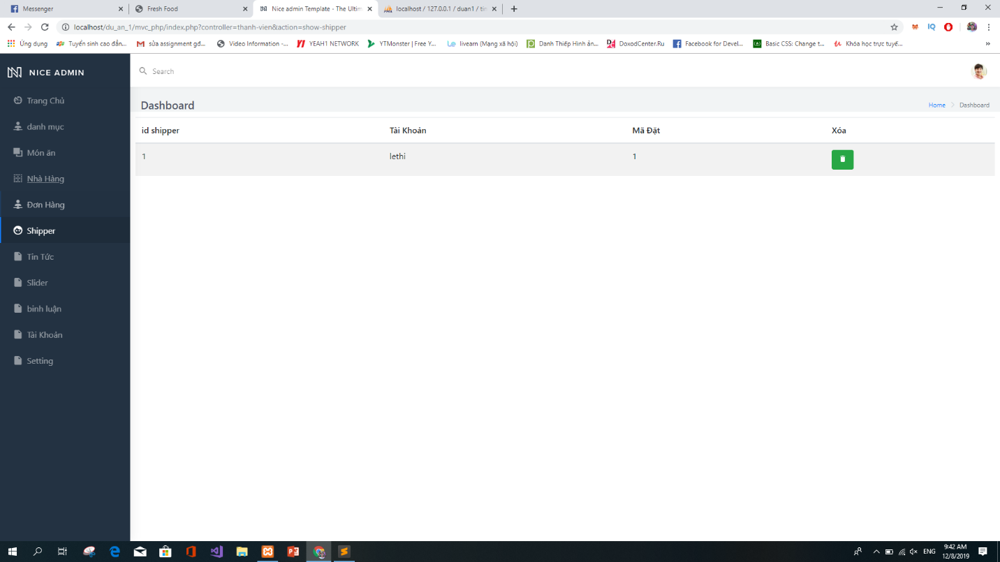 Messenger
Fresh Food
Nice admin Template - The Ultim
localhost / 127.0.0.1 / duan1 / tin
localhost/du_an_1/mvc_php/index.php?controller=thanh-vien&action=show-shipper
Ứng dụng
Tuyển sinh cao đẳn...
sửa assignment gđ...
Video Information -...
YEAH1 NETWORK
YTMonster | Free Y...
liveam (Mạng xã hội)
Danh Thiếp Hình ản...
DoxodCenter.Ru
Facebook for Devel...
Basic CSS: Change t...
Khóa học trực tuyế...
»
NICE ADMIN
Search
Trang Chủ
danh mục
Món ăn
Nhà Hàng
Đơn Hàng
Shipper
Tin Tức
Slider
bình luận
Tài Khoản
Setting
Dashboard
Home
Dashboard
id shipper
Tài Khoản
Mã Đặt
Xóa
1
lethi
1
ENG
9:42 AM
12/8/2019